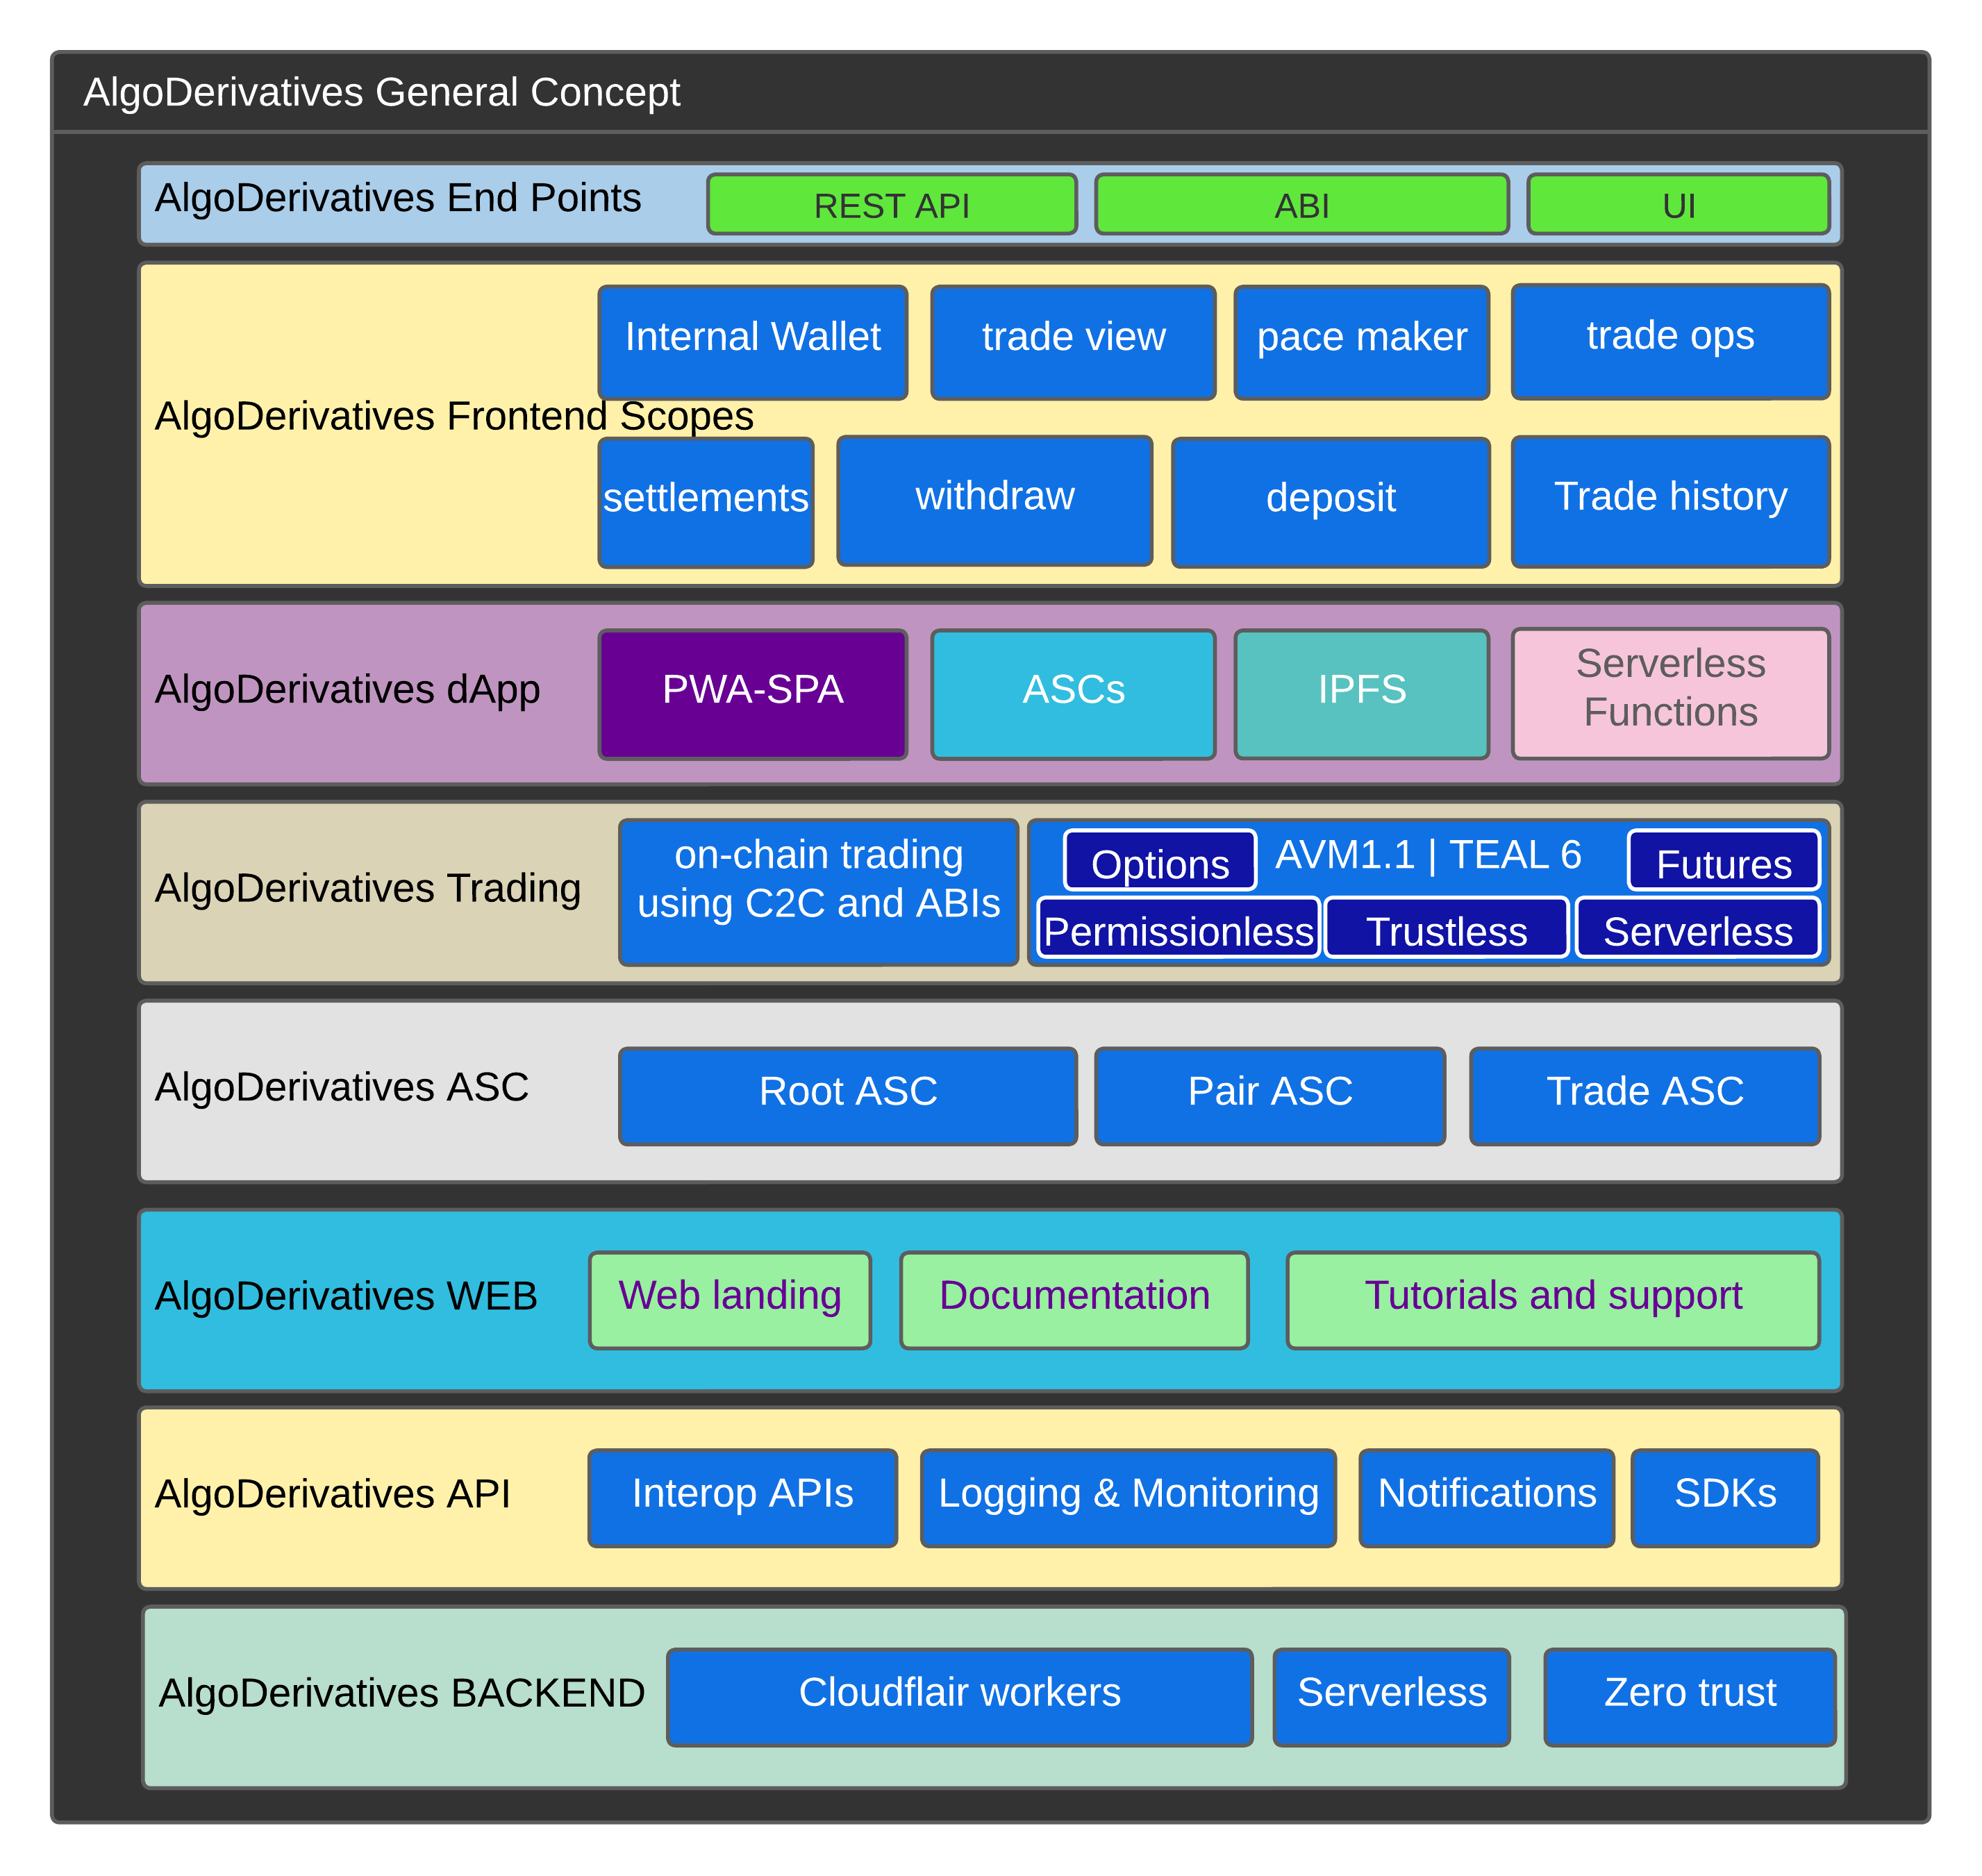 AlgoDerivatives General Concept
AlgoDerivatives End Points
REST API
ABI
UI
AlgoDerivatives Frontend Scopes
Internal Wallet
trade view
pace maker
trade ops
settlements
withdraw
deposit
Trade history
AlgoDerivatives dApp
PWA-SPA
ASCs
IPFS
Serverless
Functions
AlgoDerivatives Trading
on-chain trading
using C2C and ABIs
Options
AVM1.1 | TEAL 6
Futures
Permissionless
Trustless
Serverless
AlgoDerivatives ASC
Root ASC
Pair ASC
Trade ASC
AlgoDerivatives WEB
Web landing
Documentation
Tutorials and support
AlgoDerivatives API
Interop APIs
Logging & Monitoring
Notifications
SDKs
AlgoDerivatives BACKEND
Cloudflair workers
Serverless
Zero trust